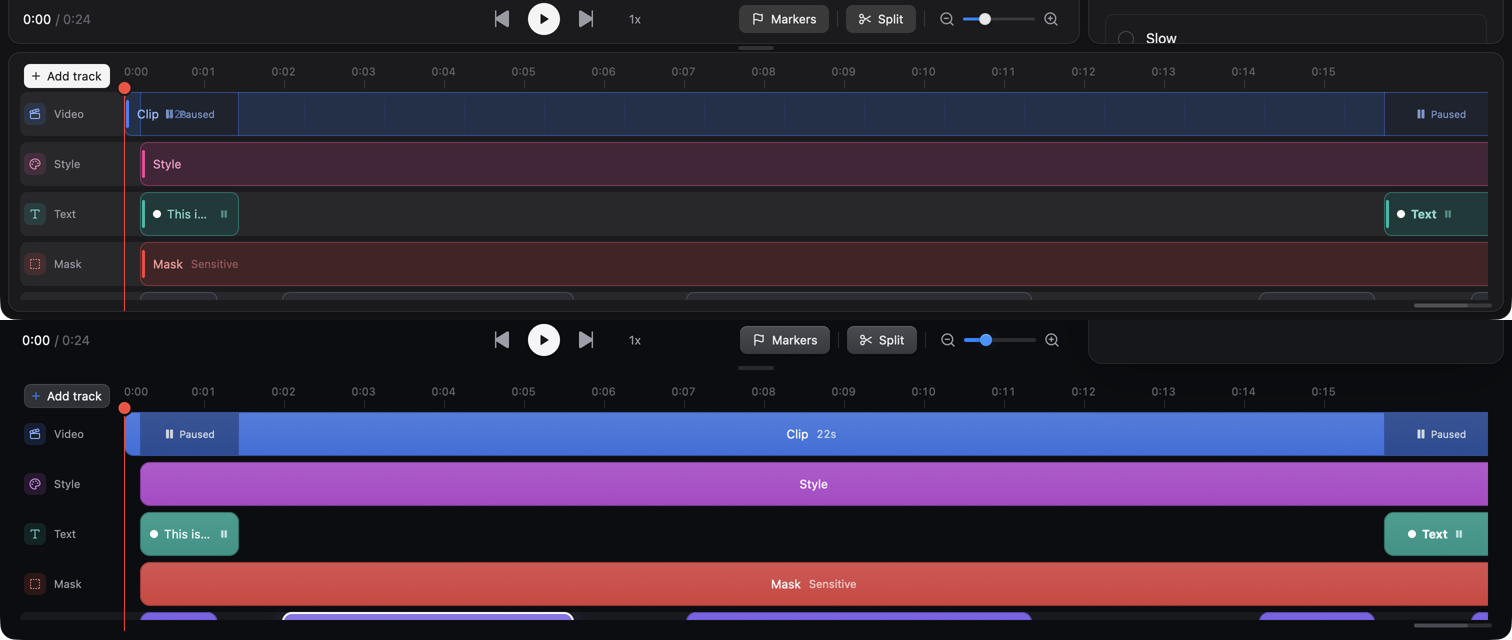 0:00 / 0:24 1x Markers Split Slow
+ Add track 0:00 0:01 0:02 0:03 0:04 0:05 0:06 0:07 0:08 0:09 0:10 0:11 0:12 0:13 0:14 0:15
Video Clip Paused Paused
Style Style
Text This i... Text
Mask Mask Sensitive
0:00 / 0:24 1x Markers Split
+ Add track 0:00 0:01 0:02 0:03 0:04 0:05 0:06 0:07 0:08 0:09 0:10 0:11 0:12 0:13 0:14 0:15
Video Paused Clip 22s Paused
Style Style
Text This is... Text
Mask Mask Sensitive